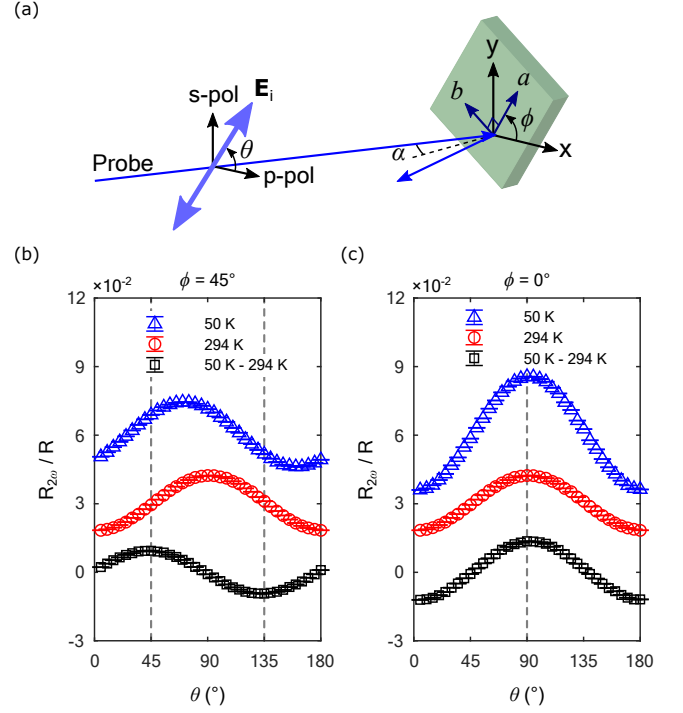 (a)
y
a
b
ϕ
x
α
s-pol
E_i
θ
p-pol
Probe
(b)
(c)
×10⁻²
ϕ = 45°
×10⁻²
ϕ = 0°
12
9
6
3
0
-3
R₂ω / R
50 K
294 K
50 K - 294 K
0 45 90 135 180
θ (°)
12
9
6
3
0
-3
R₂ω / R
50 K
294 K
50 K - 294 K
0 45 90 135 180
θ (°)